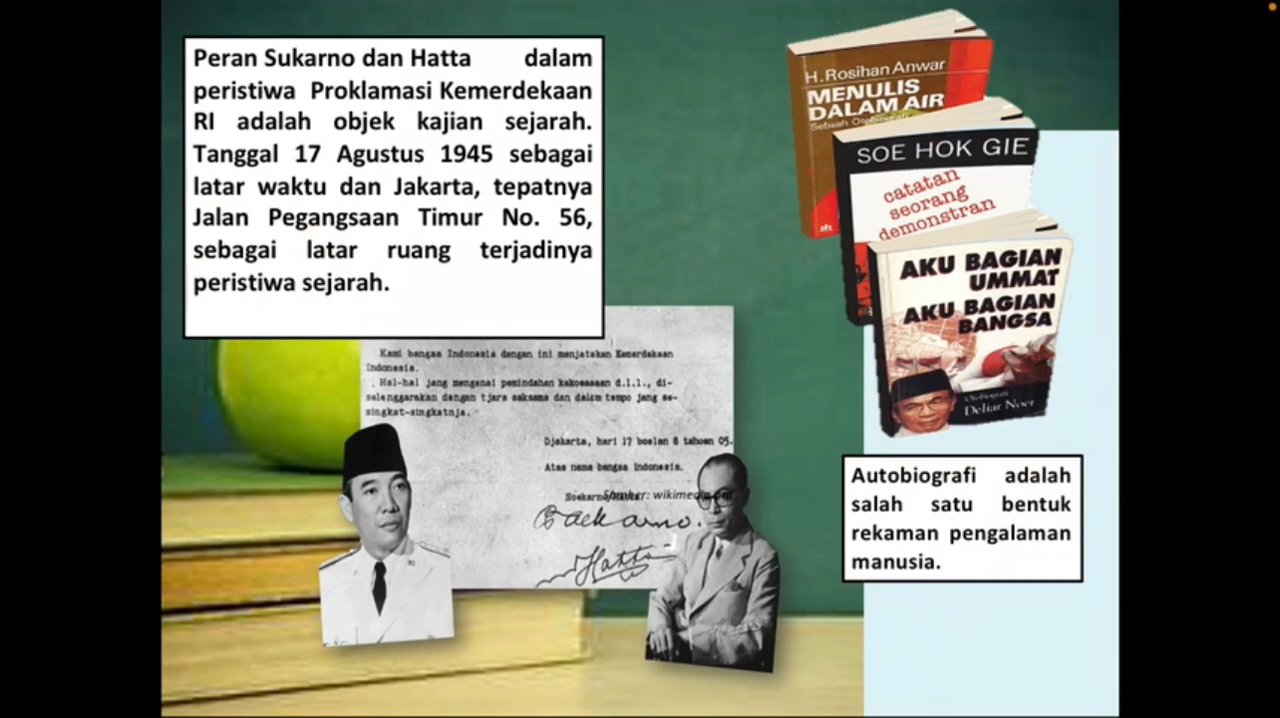 Peran Sukarno dan Hatta dalam
peristiwa Proklamasi Kemerdekaan
RI adalah objek kajian sejarah.
Tanggal 17 Agustus 1945 sebagai
latar waktu dan Jakarta, tepatnya
Jalan Pegangsaan Timur No. 56,
sebagai latar ruang terjadinya
peristiwa sejarah.
Kami bangsa Indonesia dengan ini menjatakan Kemerdekaan
Indonesia.
Hal-hal jang mengenai pemindahan kekoeasaan d.l.l., di-
selenggarakan dengan tjara saksama dan dalam tempo jang se-
singkat-singkatnja.
Djakarta, hari 17 boelan 8 tahoen 05.
Atas nama bangsa Indonesia.
Soekarno/Hatta.
Sumber: wikimedia.org
Soekarno.
Hatta
H. Rosihan Anwar
MENULIS
DALAM AIR
Sebuah Otobiografi
SOE HOK GIE
catatan
seorang
demonstran
AKU BAGIAN
UMMAT
AKU BAGIAN
BANGSA
Otobiografi
Deliar Noer
Autobiografi adalah
salah satu bentuk
rekaman pengalaman
manusia.